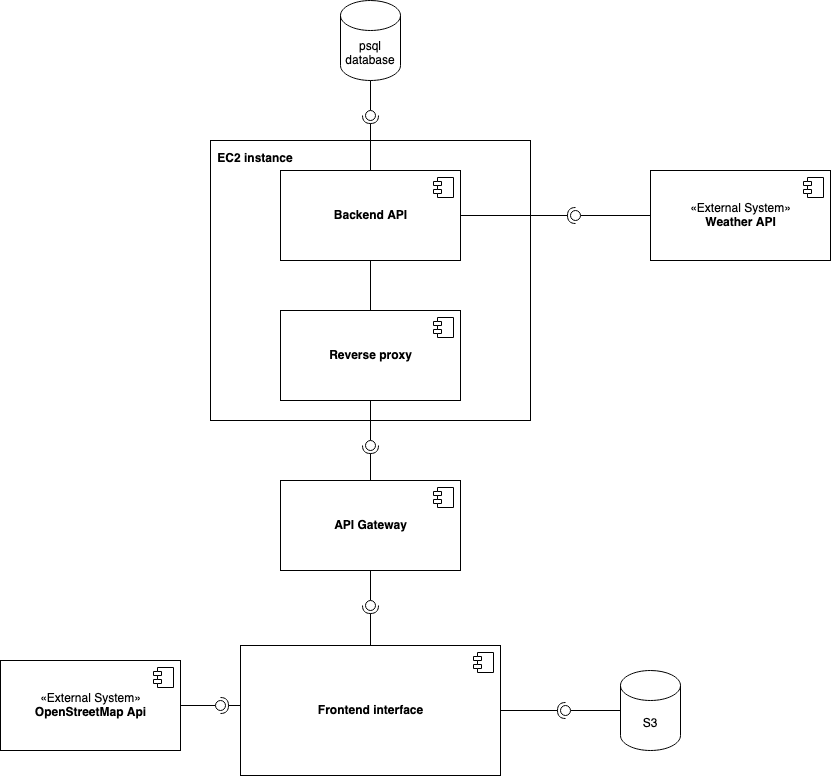 psql
database
EC2 instance
Backend API
«External System»
Weather API
Reverse proxy
API Gateway
«External System»
OpenStreetMap Api
Frontend interface
S3